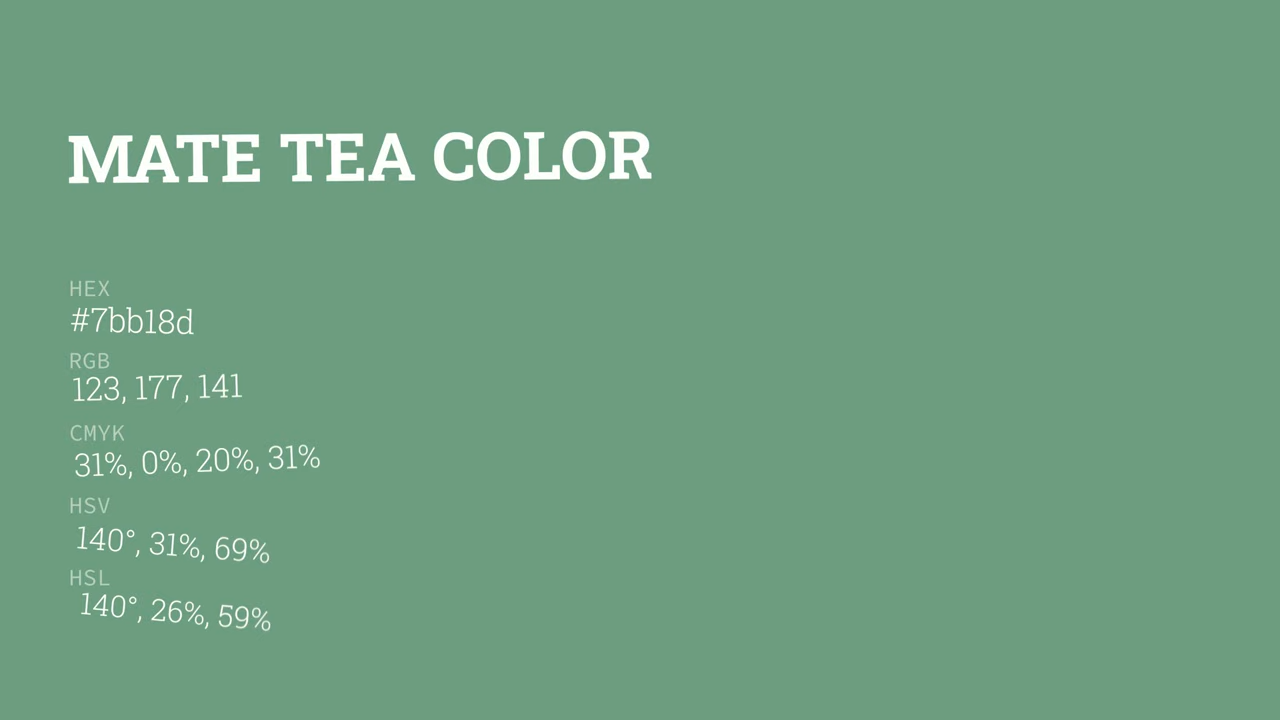 MATE TEA COLOR
HEX
#7bb18d
RGB
123, 177, 141
CMYK
31%, 0%, 20%, 31%
HSV
140°, 31%, 69%
HSL
140°, 26%, 59%